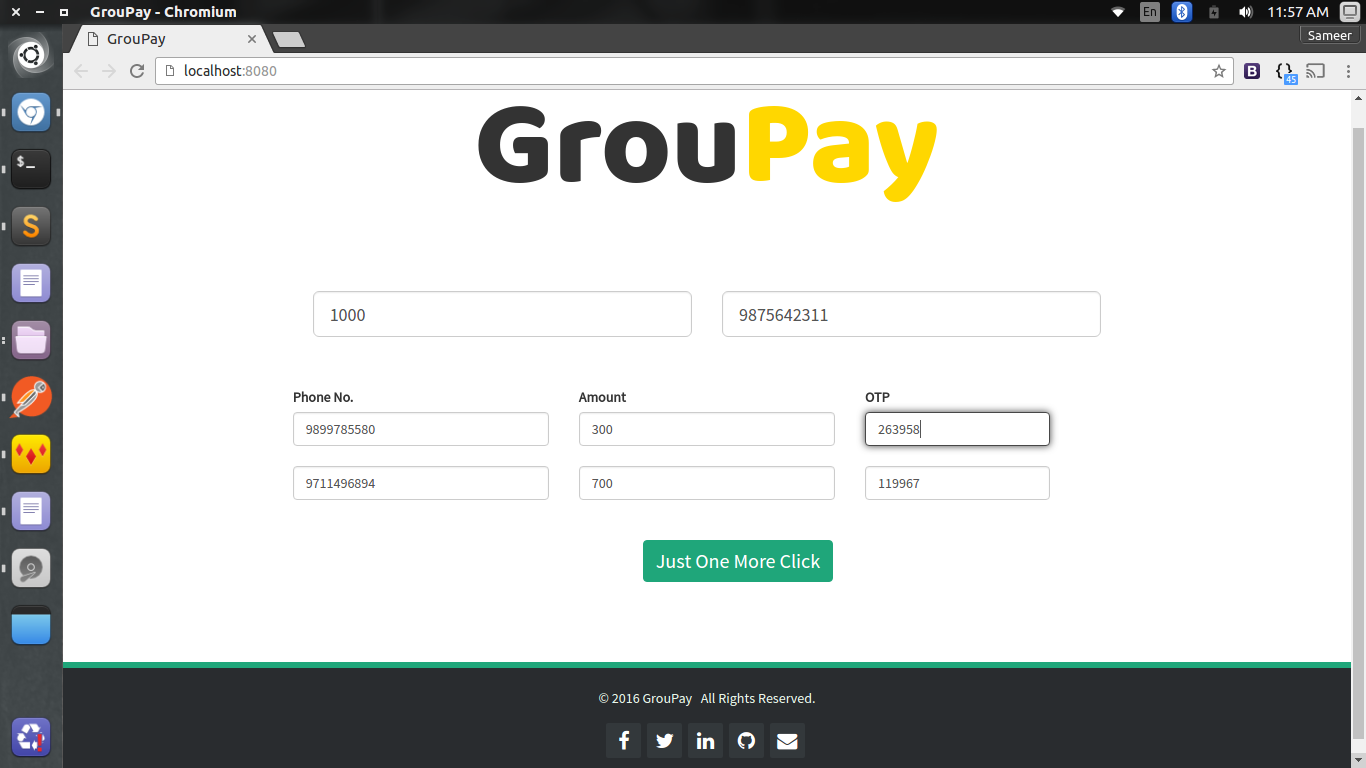 GrouPay - Chromium
En
11:57 AM
GrouPay
Sameer
localhost:8080
B
{}
45
$_
S
GrouPay
1000
9875642311
Phone No.
Amount
OTP
9899785580
300
263958
9711496894
700
119967
Just One More Click
© 2016 GrouPay All Rights Reserved.